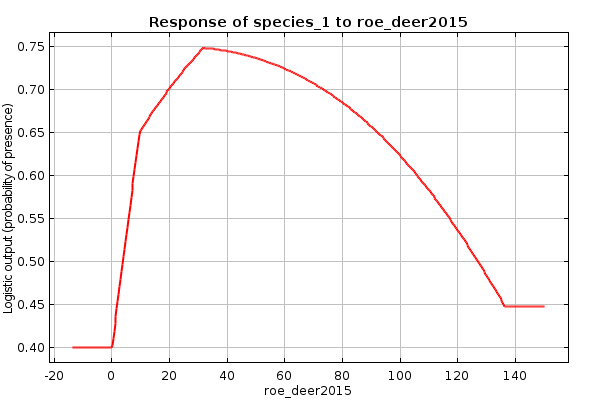 Response of species_1 to roe_deer2015
Logistic output (probability of presence)
0.75
0.70
0.65
0.60
0.55
0.50
0.45
0.40
-20 0 20 40 60 80 100 120 140
roe_deer2015